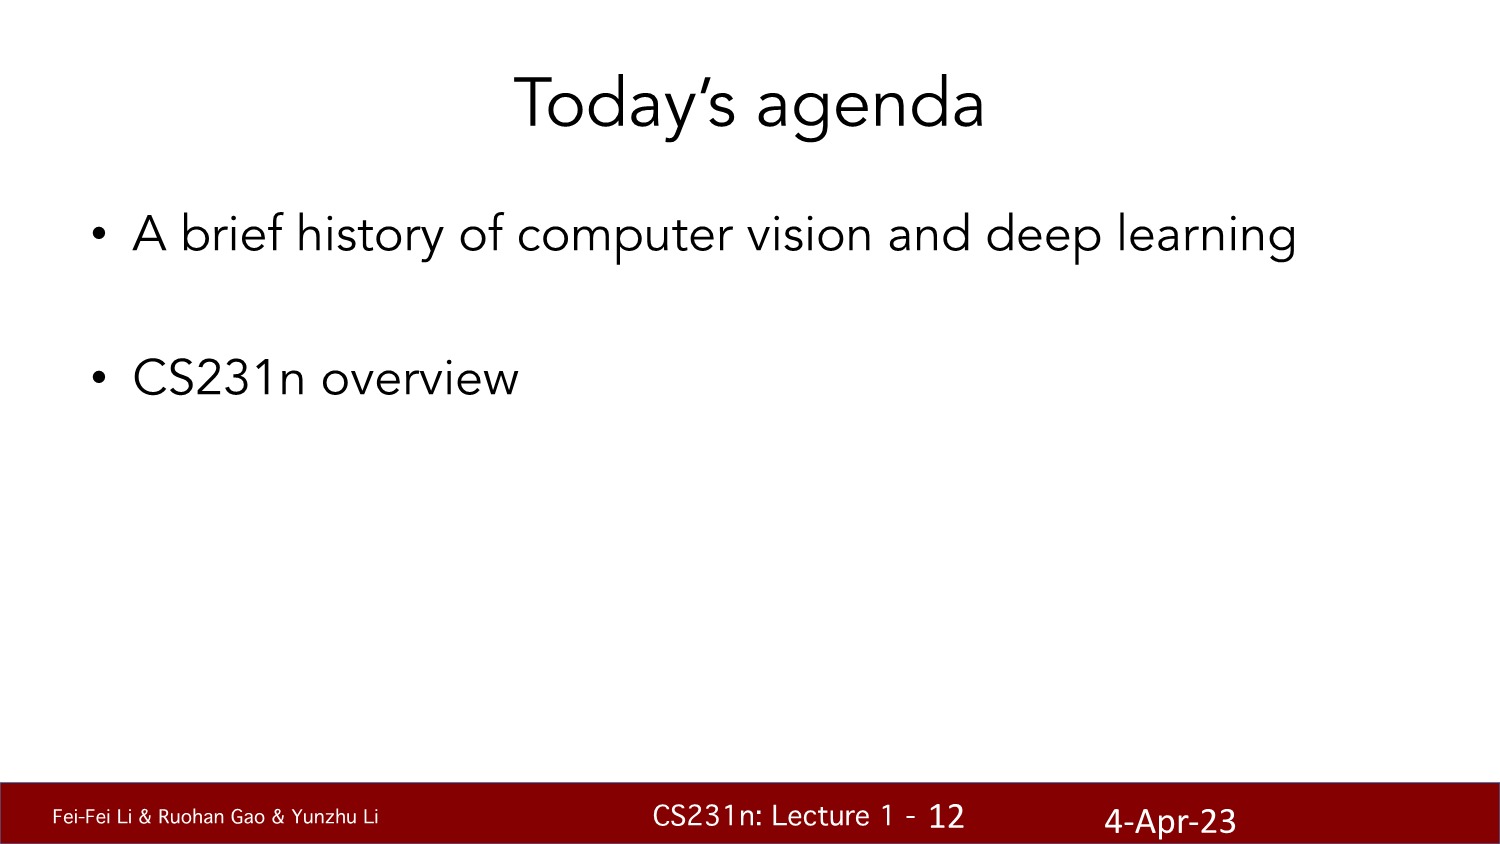 Today’s agenda
• A brief history of computer vision and deep learning
• CS231n overview
Fei-Fei Li & Ruohan Gao & Yunzhu Li
CS231n: Lecture 1 - 12
4-Apr-23